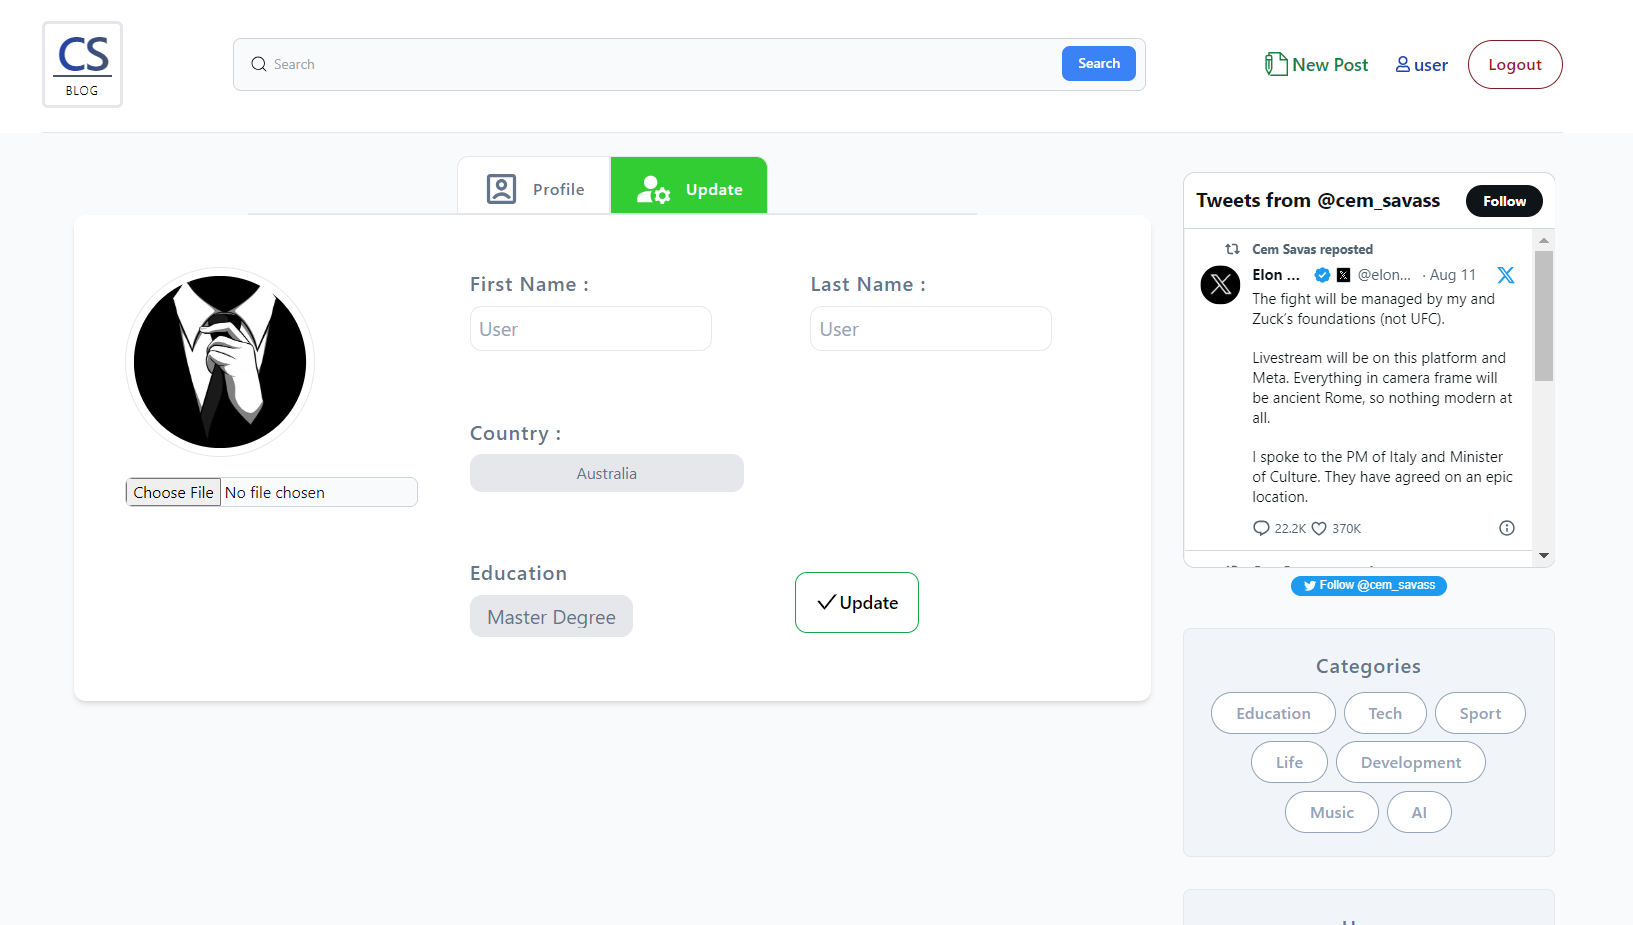 CS
BLOG
Search
Search
New Post
user
Logout
Profile
Update
First Name :
User
Last Name :
User
Country :
Australia
Choose File No file chosen
Education
Master Degree
Update
Tweets from @cem_savass
Follow
Cem Savas reposted
Elon ... @elon... · Aug 11
The fight will be managed by my and
Zuck’s foundations (not UFC).
Livestream will be on this platform and
Meta. Everything in camera frame will
be ancient Rome, so nothing modern at
all.
I spoke to the PM of Italy and Minister
of Culture. They have agreed on an epic
location.
22.2K 370K
Follow @cem_savass
Categories
Education
Tech
Sport
Life
Development
Music
AI